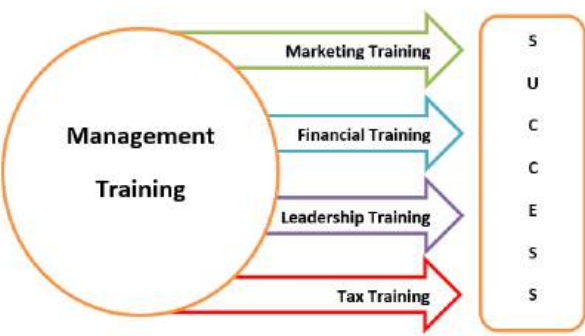 Management
Training
Marketing Training
Financial Training
Leadership Training
Tax Training
S
U
C
C
E
S
S